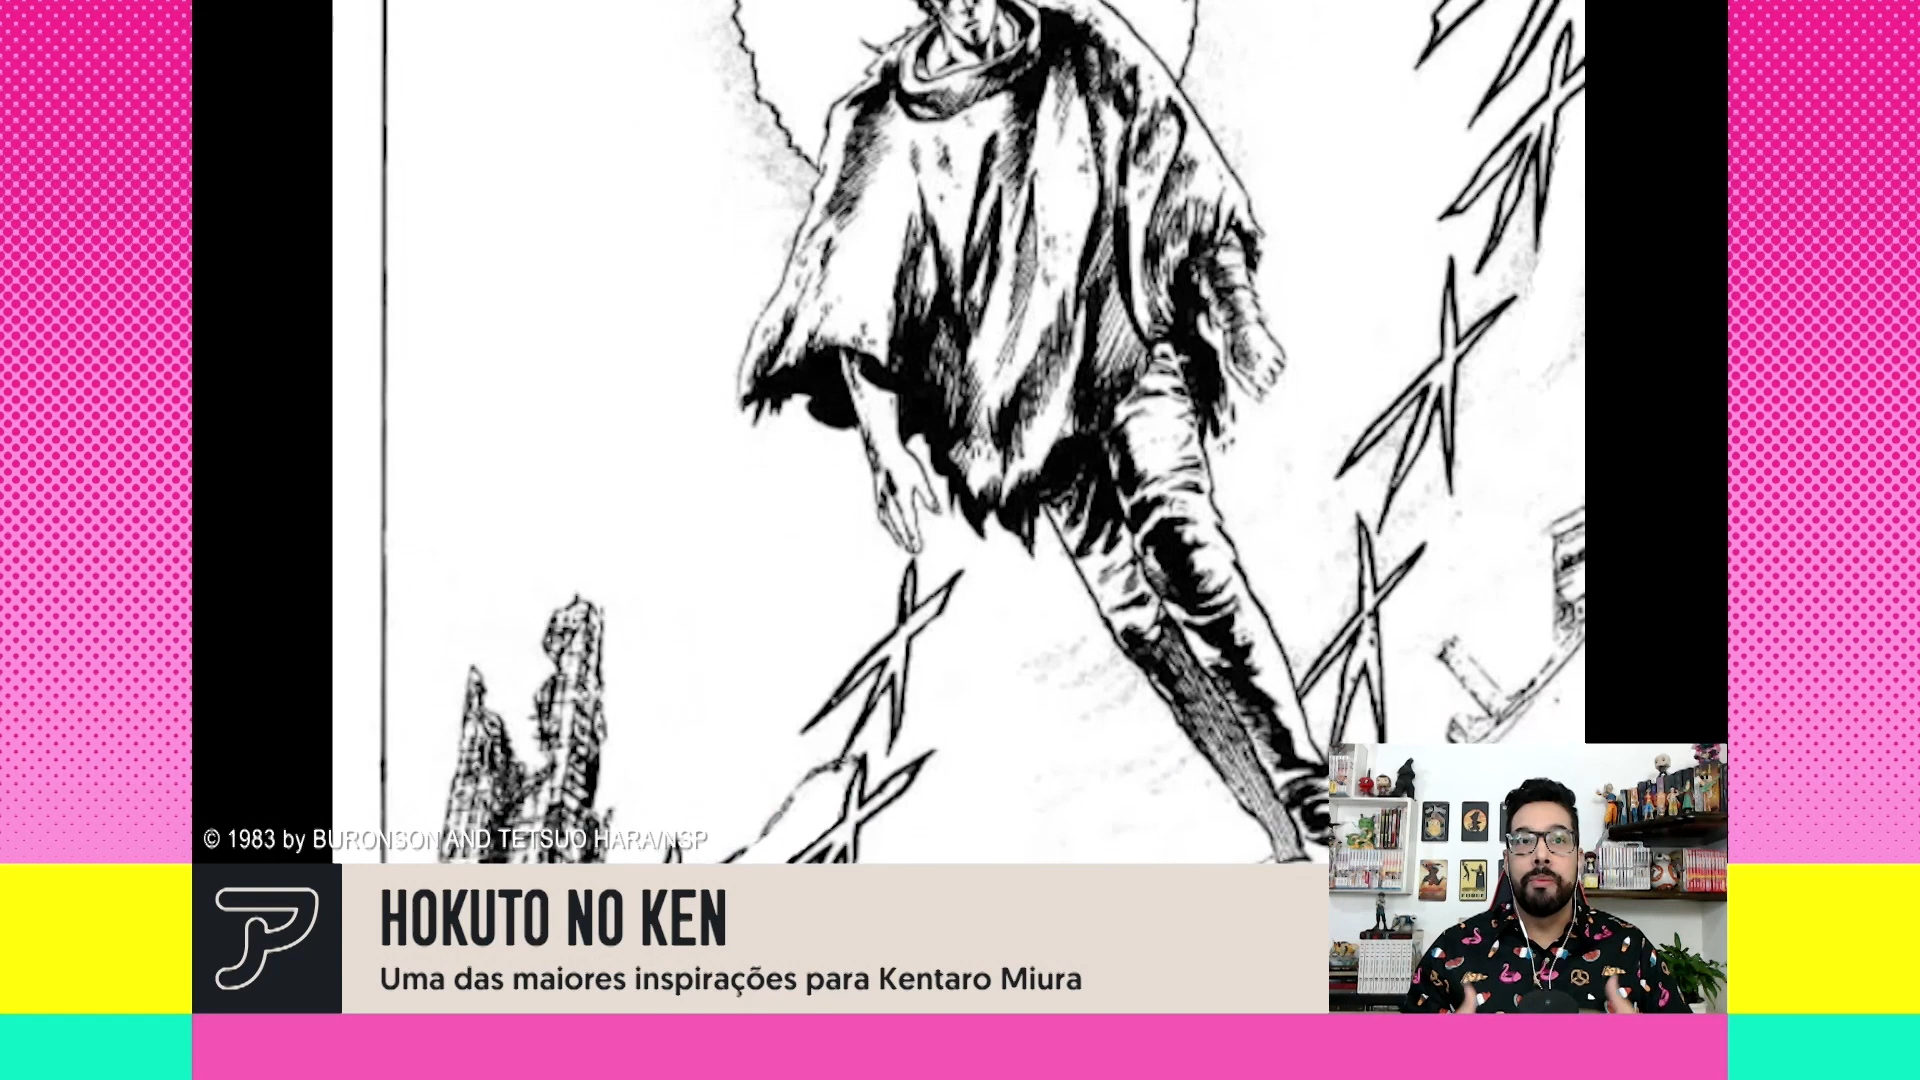 © 1983 by BURONSON AND TETSUO HARA/NSP
HOKUTO NO KEN
Uma das maiores inspirações para Kentaro Miura